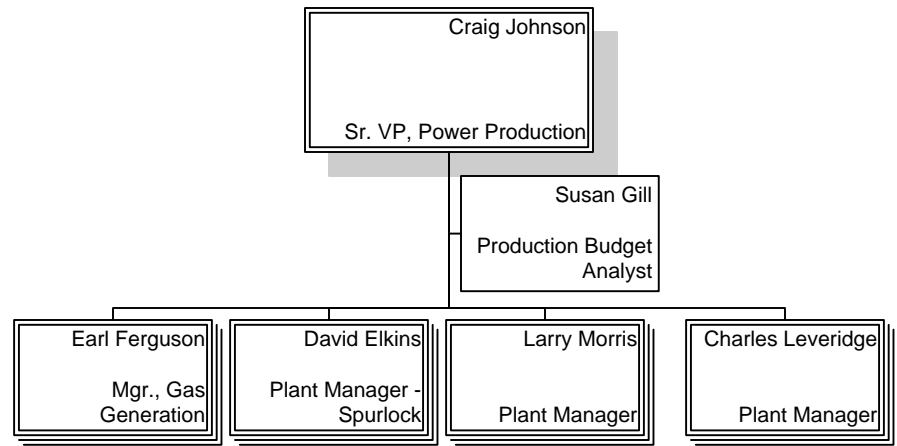 Craig Johnson
Sr. VP, Power Production
Susan Gill
Production Budget
Analyst
Earl Ferguson
Mgr., Gas
Generation
David Elkins
Plant Manager -
Spurlock
Larry Morris
Plant Manager
Charles Leveridge
Plant Manager